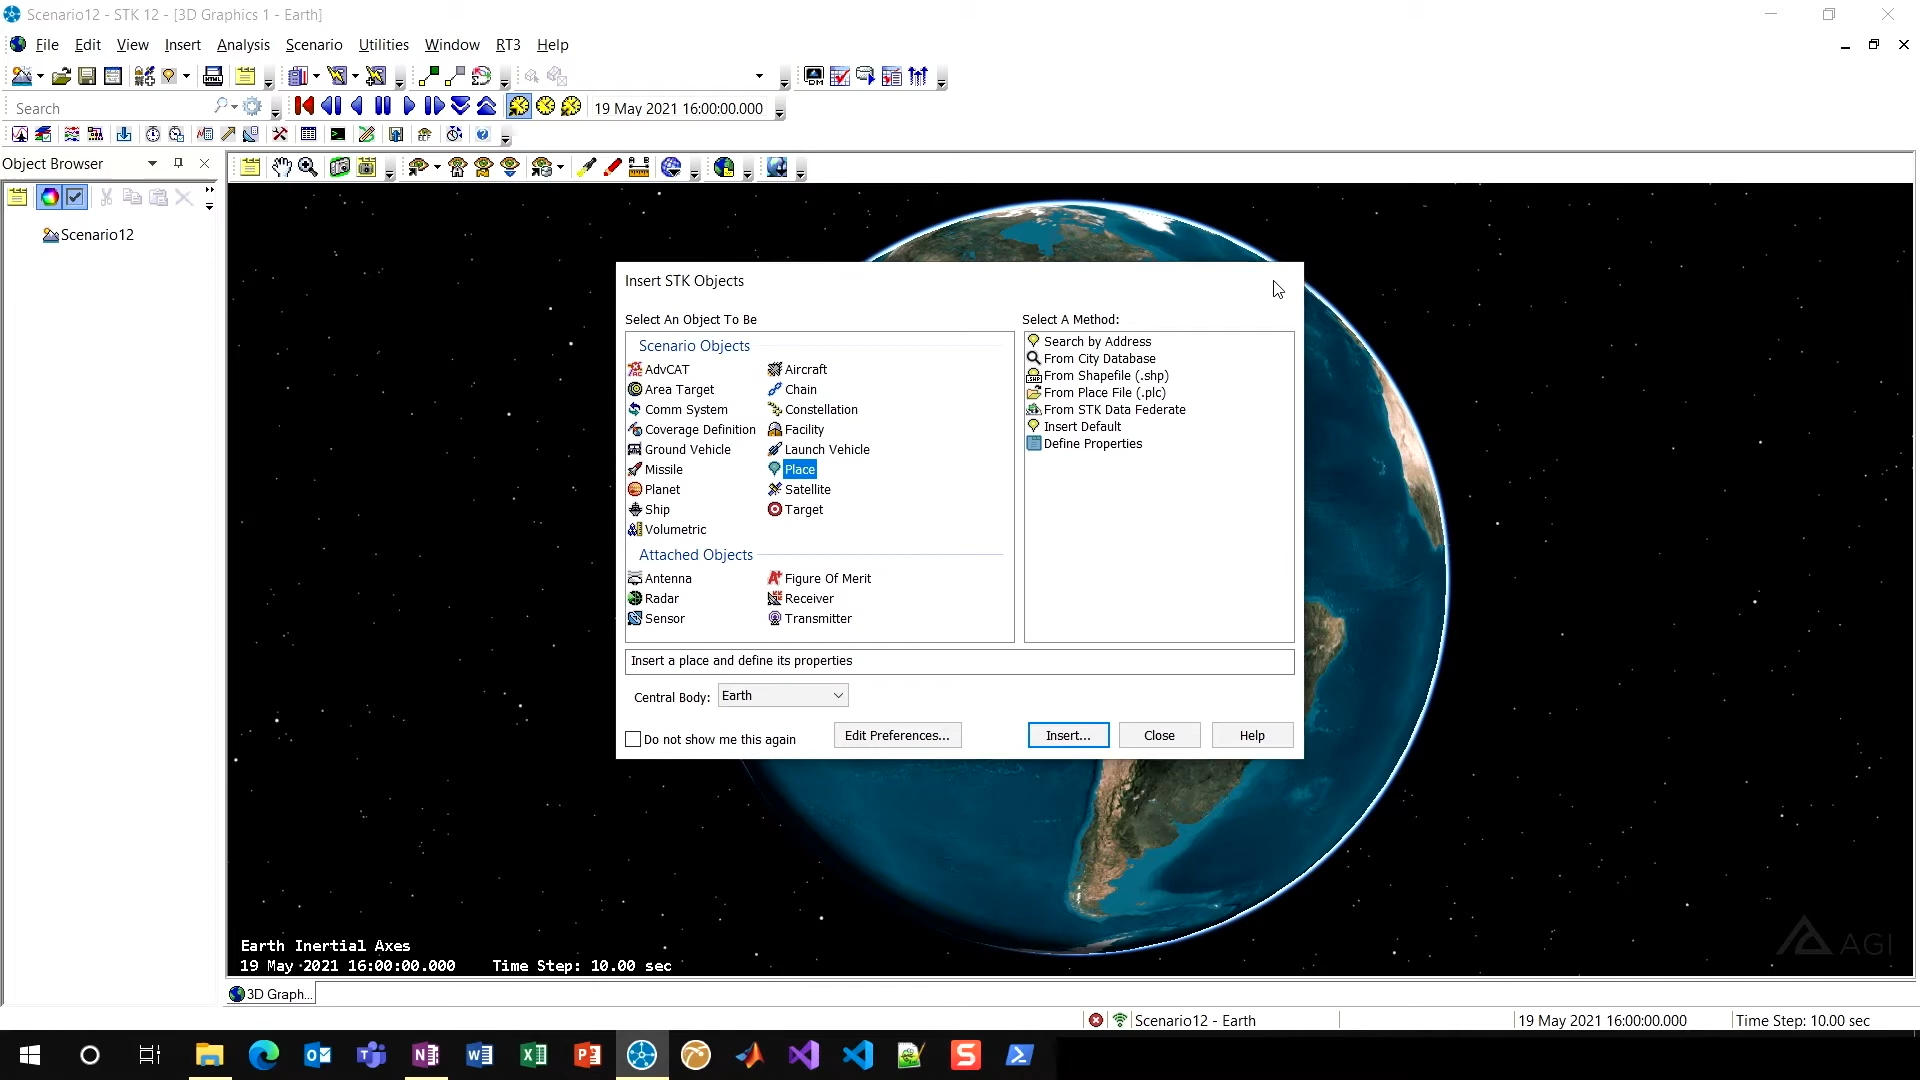 Scenario12 - STK 12 - [3D Graphics 1 - Earth]
File Edit View Insert Analysis Scenario Utilities Window RT3 Help
Search
19 May 2021 16:00:00.000
Object Browser
Scenario12
Insert STK Objects
Select An Object To Be
Scenario Objects
AdvCAT Aircraft
Area Target Chain
Comm System Constellation
Coverage Definition Facility
Ground Vehicle Launch Vehicle
Missile Place
Planet Satellite
Ship Target
Volumetric
Attached Objects
Antenna Figure Of Merit
Radar Receiver
Sensor Transmitter
Select A Method:
Search by Address
From City Database
From Shapefile (.shp)
From Place File (.plc)
From STK Data Federate
Insert Default
Define Properties
Insert a place and define its properties
Central Body: Earth
Do not show me this again
Edit Preferences... Insert... Close Help
Earth Inertial Axes
19 May 2021 16:00:00.000 Time Step: 10.00 sec
AGI
3D Graph...
Scenario12 - Earth 19 May 2021 16:00:00.000 Time Step: 10.00 sec